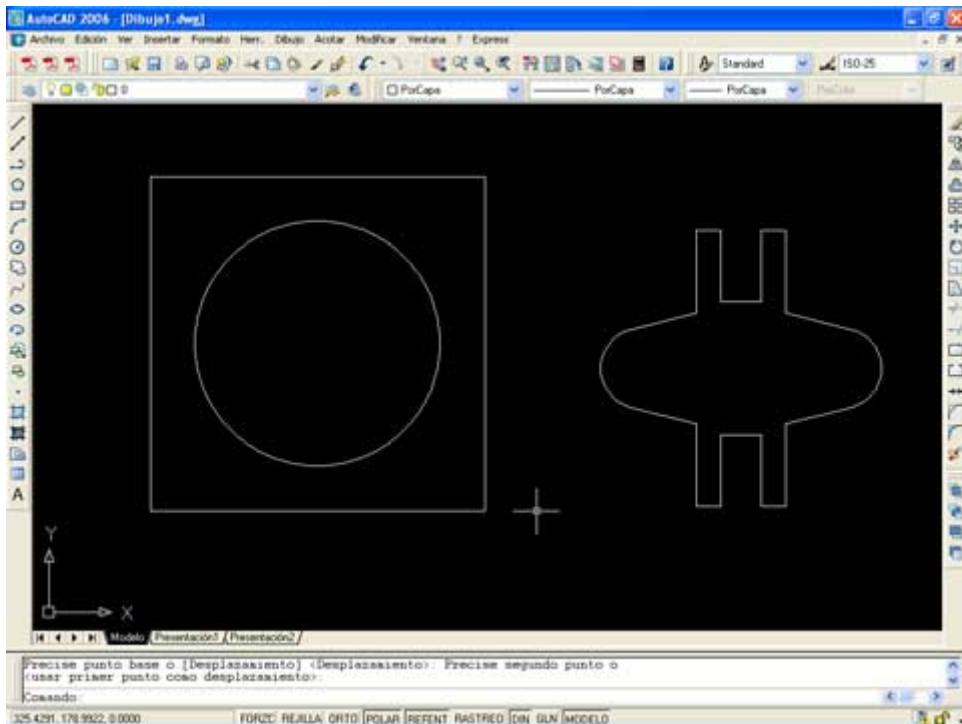 AutoCAD 2006 - [Dibujo1.dwg]
Archivo Edición Ver Insertar Formato Herr. Dibujo Acotar Modificar Ventana ? Express
Standard ISO-25
0 PorCapa PorCapa PorCapa PorColor
A
Y
X
Modelo Presentación1 Presentación2
Precise punto base o [Desplazamiento] <Desplazamiento>: Precise segundo punto o
<usar primer punto como desplazamiento>:
Comando:
325.4291, 178.9922, 0.0000 FORZC REJILLA ORTO POLAR REFENT RASTREO DIN GLN MODELO